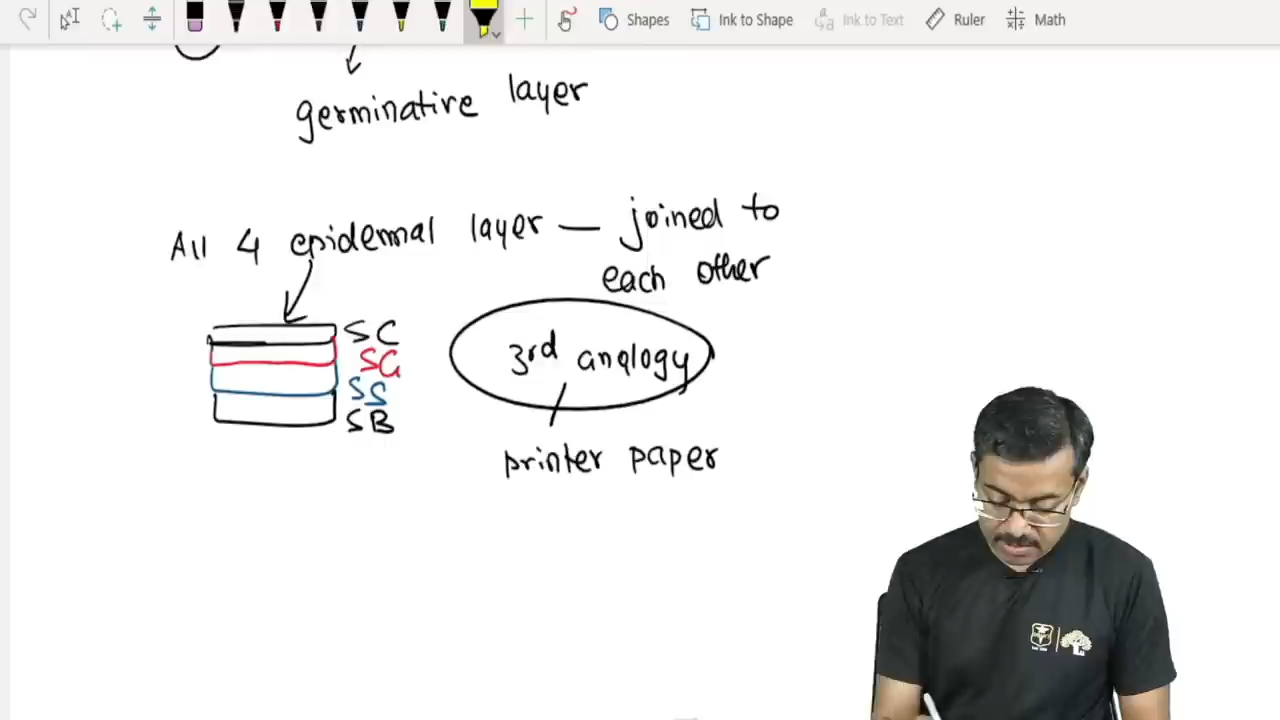 Shapes
Ink to Shape
Ink to Text
Ruler
Math
germinative layer
All 4 epidermal layer — joined to
each other
SC
SG
SS
SB
3rd analogy
printer paper